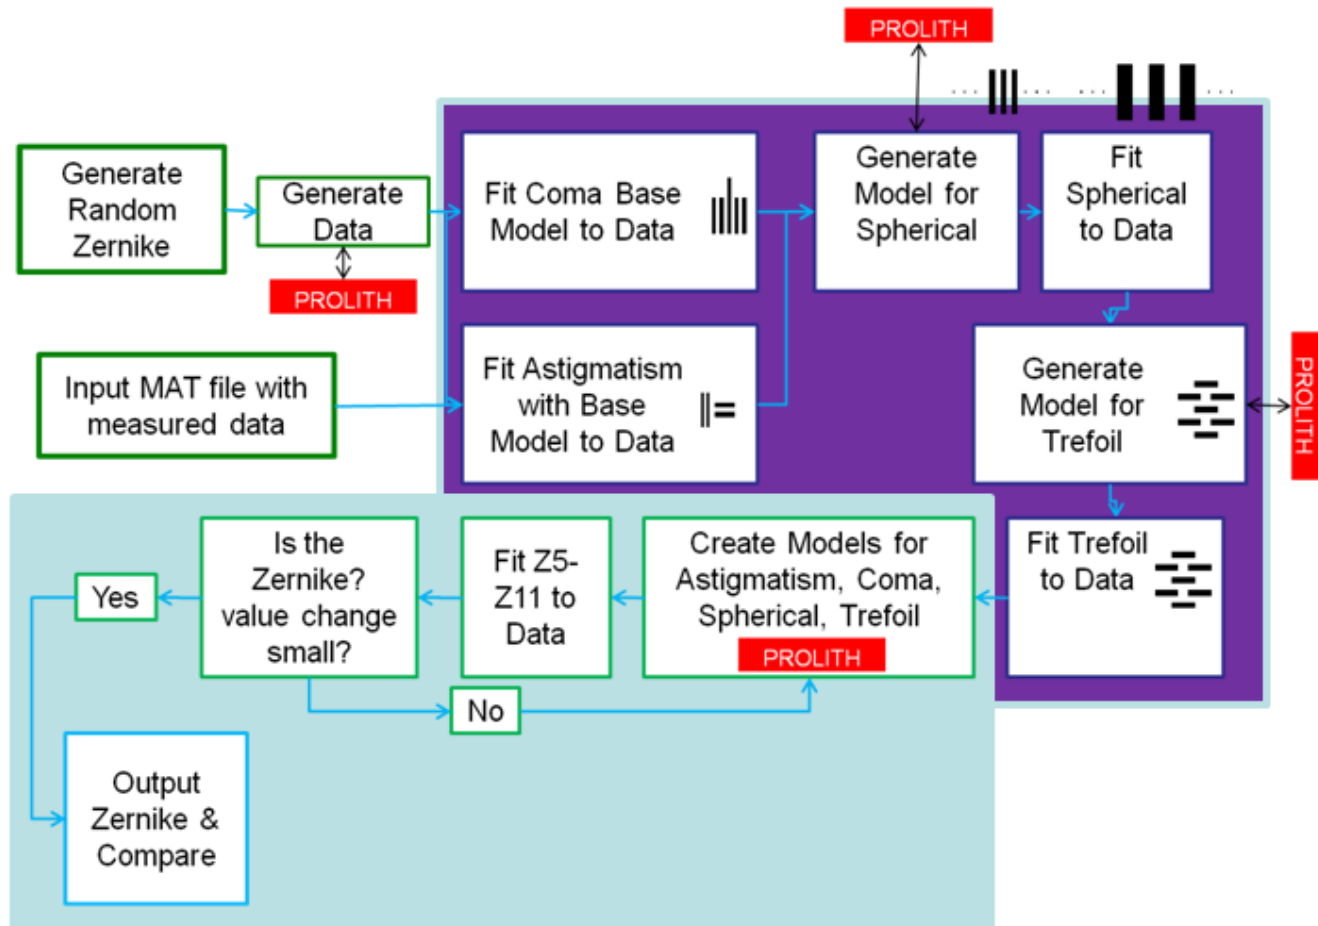 PROLITH
Generate
Random
Zernike
Generate
Data
PROLITH
Fit Coma Base
Model to Data
Generate
Model for
Spherical
Fit
Spherical
to Data
Input MAT file with
measured data
Fit Astigmatism
with Base
Model to Data
Generate
Model for
Trefoil
PROLITH
Fit Trefoil
to Data
Create Models for
Astigmatism, Coma,
Spherical, Trefoil
PROLITH
Fit Z5-
Z11 to
Data
Is the
Zernike?
value change
small?
Yes
No
Output
Zernike &
Compare